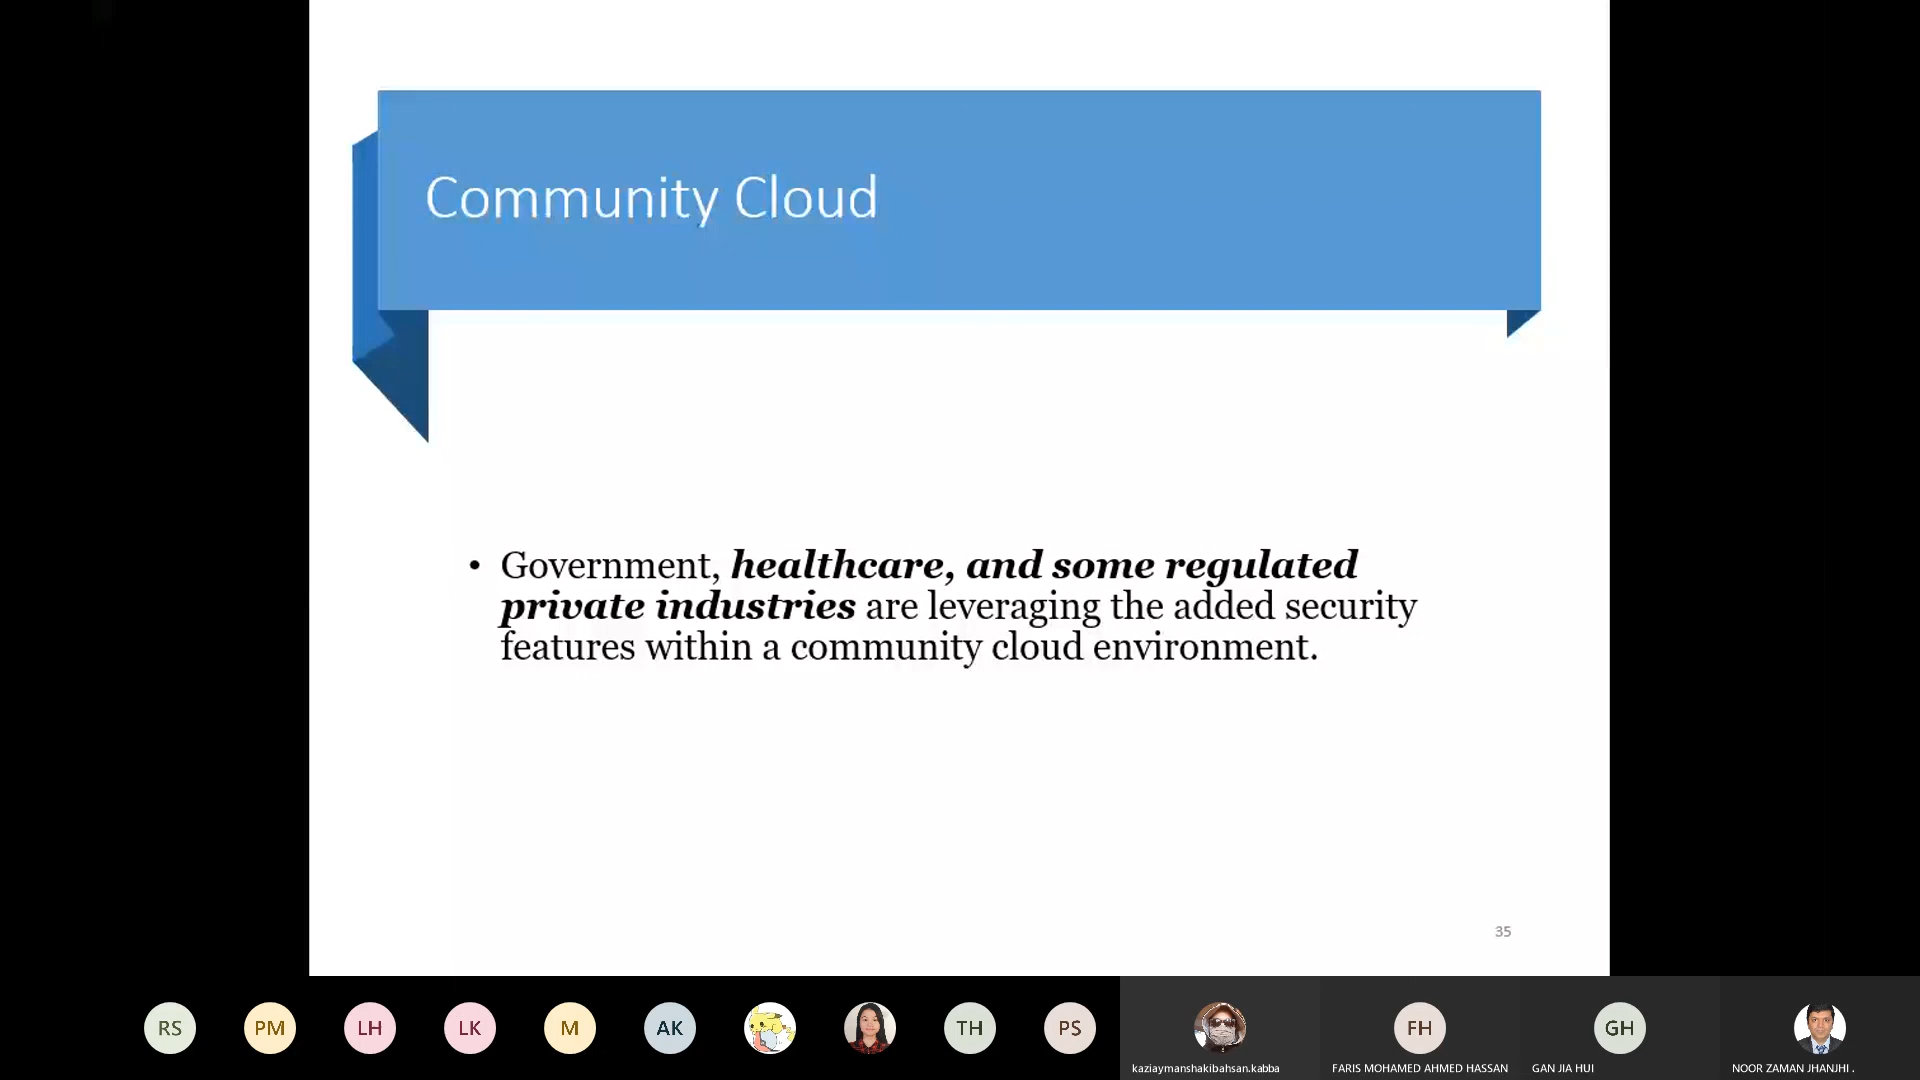 Community Cloud
• Government, healthcare, and some regulated
private industries are leveraging the added security
features within a community cloud environment.
35
RS PM LH LK M AK TH PS FH GH
kaziaymanshakibahsan.kabba FARIS MOHAMED AHMED HASSAN GAN JIA HUI NOOR ZAMAN JHANJHI .